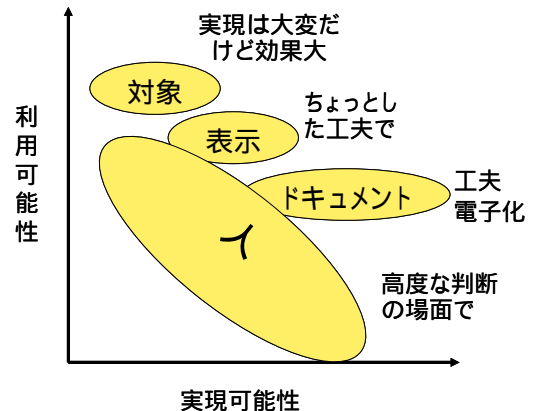 実現は大変だ
けど効果大
対象
ちょっとし
た工夫で
表示
利用可能性
ドキュメント
工夫
電子化
人
高度な判断
の場面で
実現可能性